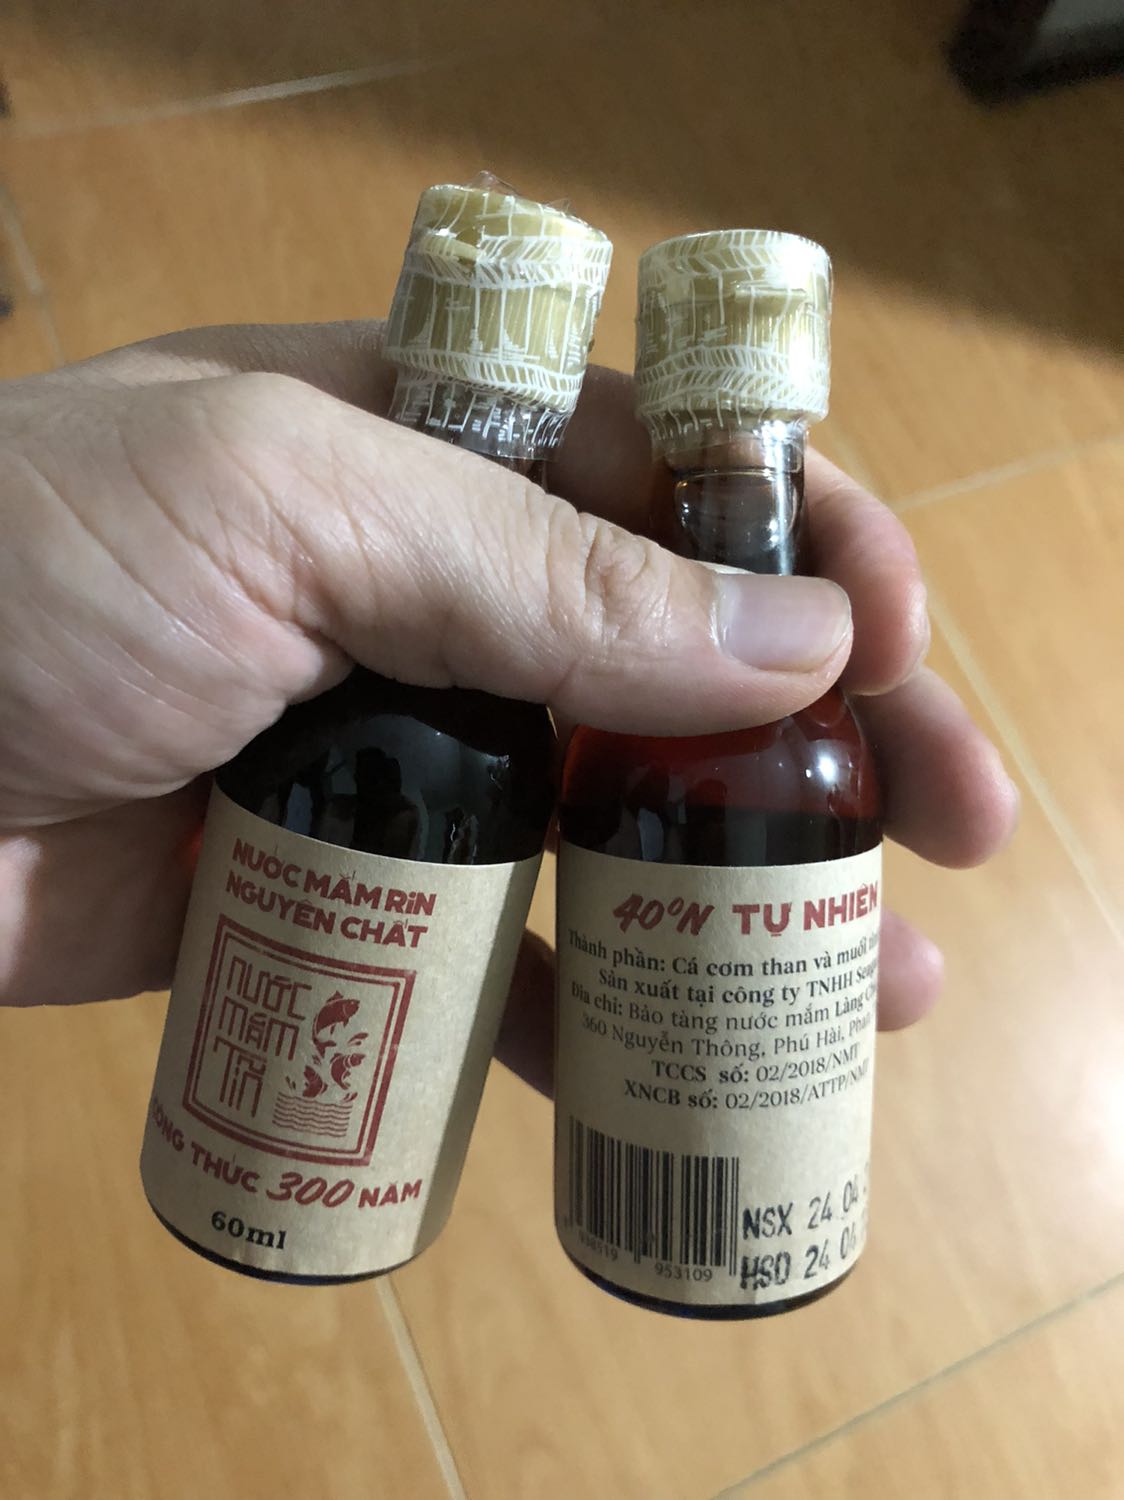 NƯỚC MẮM RIN
NGUYÊN CHẤT
NƯỚC
MẮM
TĨN
CÔNG THỨC 300 NĂM
60ml
40°N TỰ NHIÊN
Thành phần: Cá cơm than và muối
Sản xuất tại công ty TNHH
Địa chỉ: Bảo tàng nước mắm Làng
360 Nguyễn Thông, Phú Hài,
TCCS số: 02/2018/NMT
XNCB số: 02/2018/ATTP/NMT
NSX 24 04
HSD 24 04
938519 953109